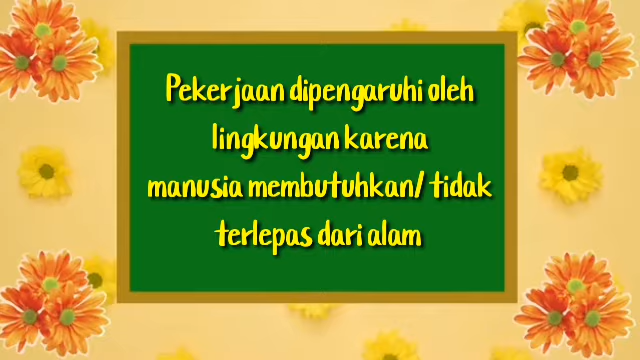 Pekerjaan dipengaruhi oleh
lingkungan karena
manusia membutuhkan/ tidak
terlepas dari alam